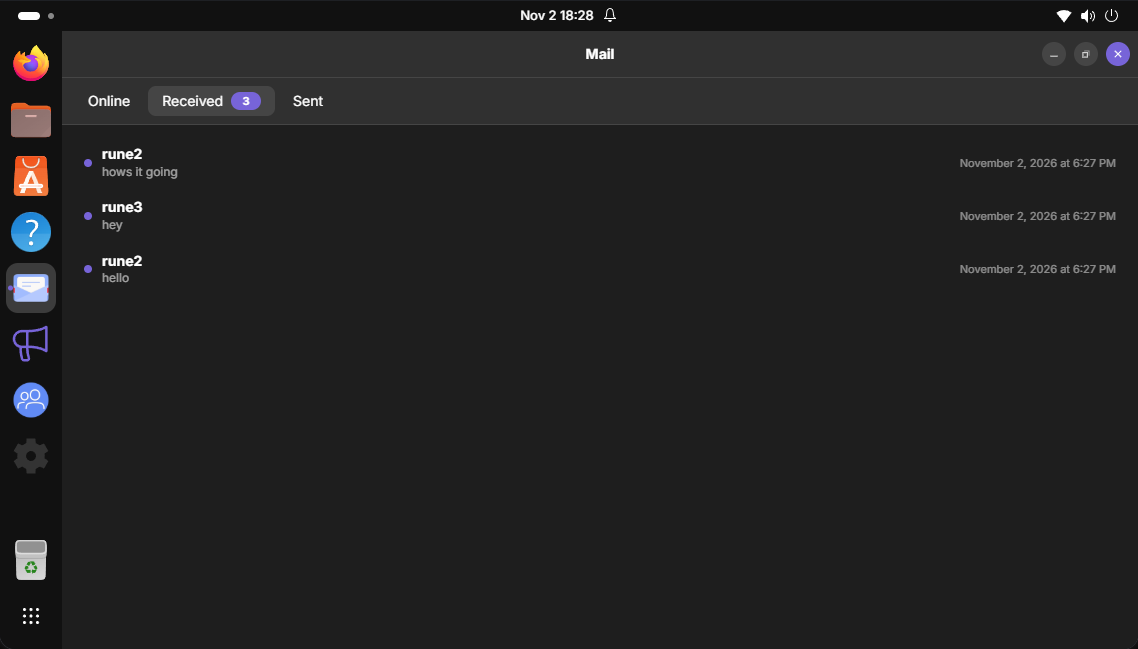 Nov 2 18:28
Mail
Online
Received 3
Sent
rune2
hows it going
November 2, 2026 at 6:27 PM
rune3
hey
November 2, 2026 at 6:27 PM
rune2
hello
November 2, 2026 at 6:27 PM